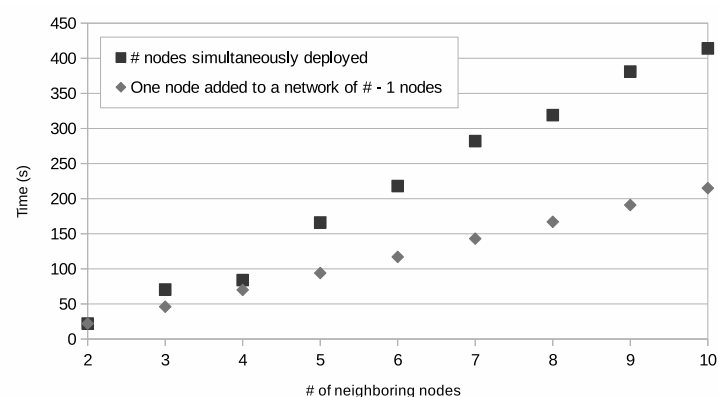 450
400
350
300
250
200
150
100
50
0
Time (s)
# nodes simultaneously deployed
One node added to a network of # - 1 nodes
2 3 4 5 6 7 8 9 10
# of neighboring nodes